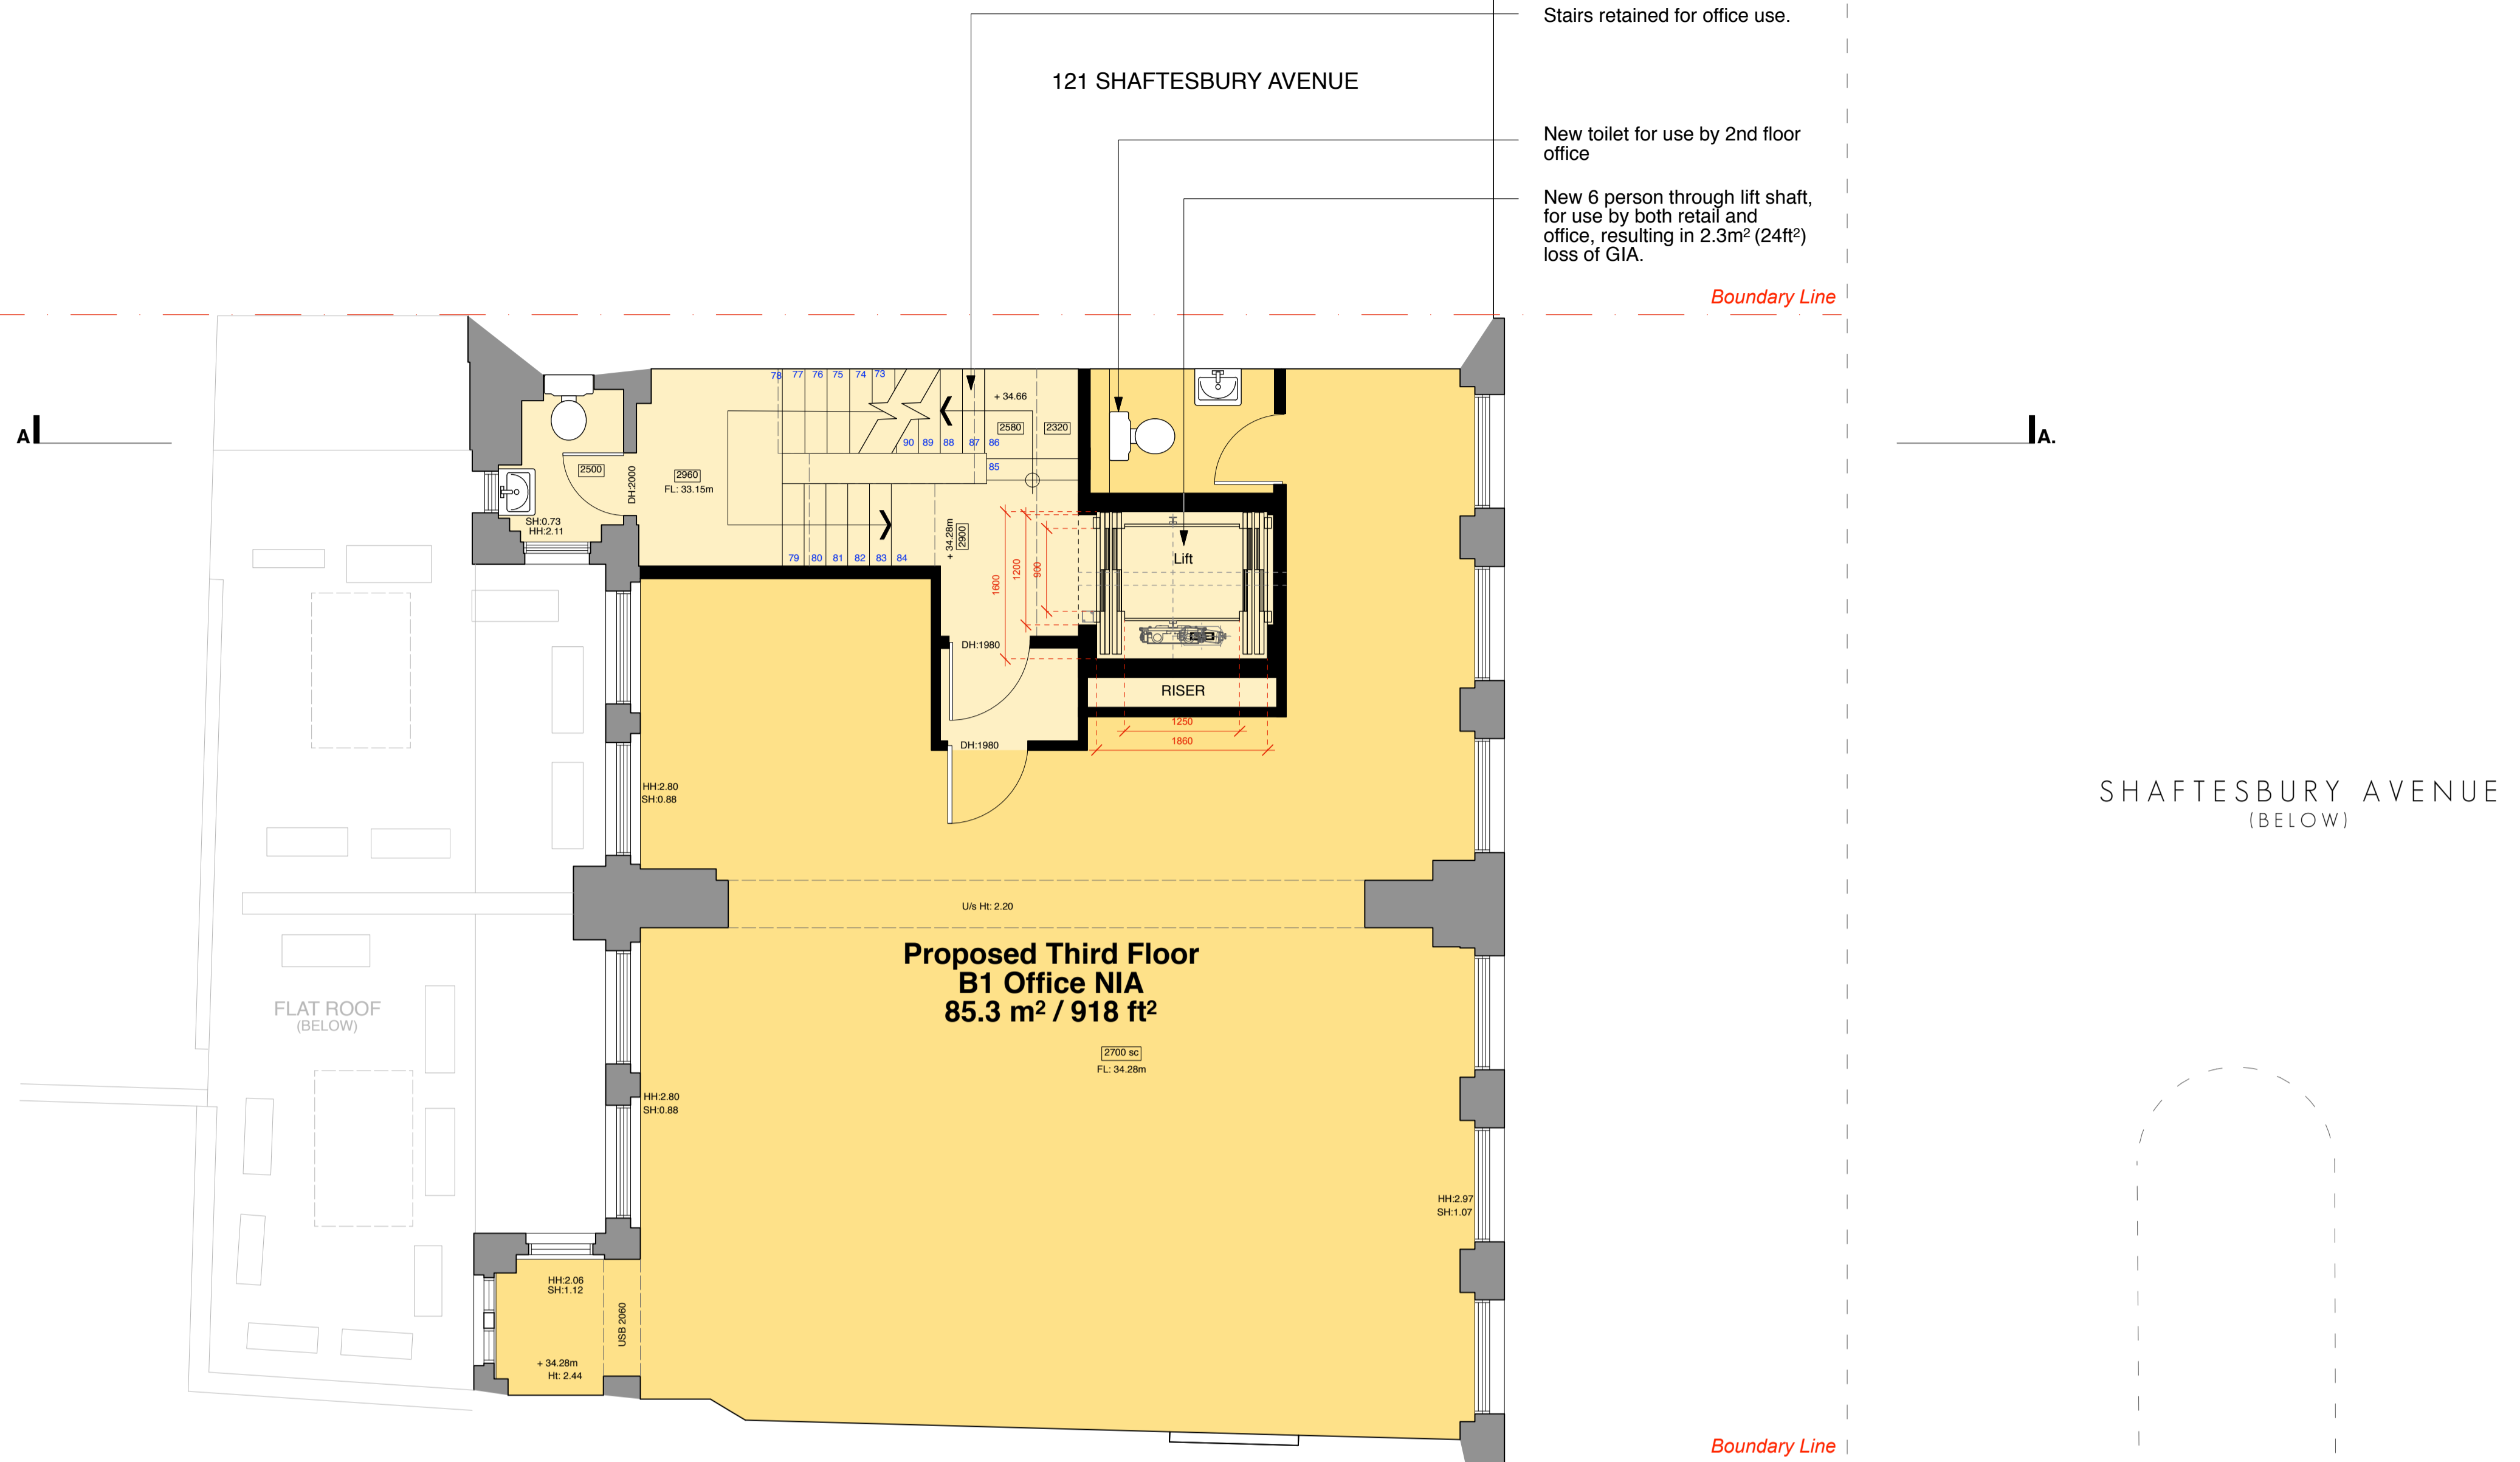 Stairs retained for office use.
121 SHAFTESBURY AVENUE
New toilet for use by 2nd floor
office
New 6 person through lift shaft,
for use by both retail and
office, resulting in 2.3m² (24ft²)
loss of GIA.
Boundary Line
78 77 76 75 74 73
+ 34.66
2580 2320
90 89 88 87 86
85
A
A.
2500
DH:2000
2960
FL: 33.15m
SH:0.73
HH:2.11
+ 34.28m
2900
79 80 81 82 83 84
1600
1200
900
Lift
DH:1980
RISER
1250
1860
DH:1980
HH:2.80
SH:0.88
SHAFTESBURY AVENUE
(BELOW)
U/s Ht: 2.20
Proposed Third Floor
B1 Office NIA
85.3 m² / 918 ft²
FLAT ROOF
(BELOW)
2700 sc
FL: 34.28m
HH:2.80
SH:0.88
HH:2.97
SH:1.07
HH:2.06
SH:1.12
USB 2060
+ 34.28m
Ht: 2.44
Boundary Line